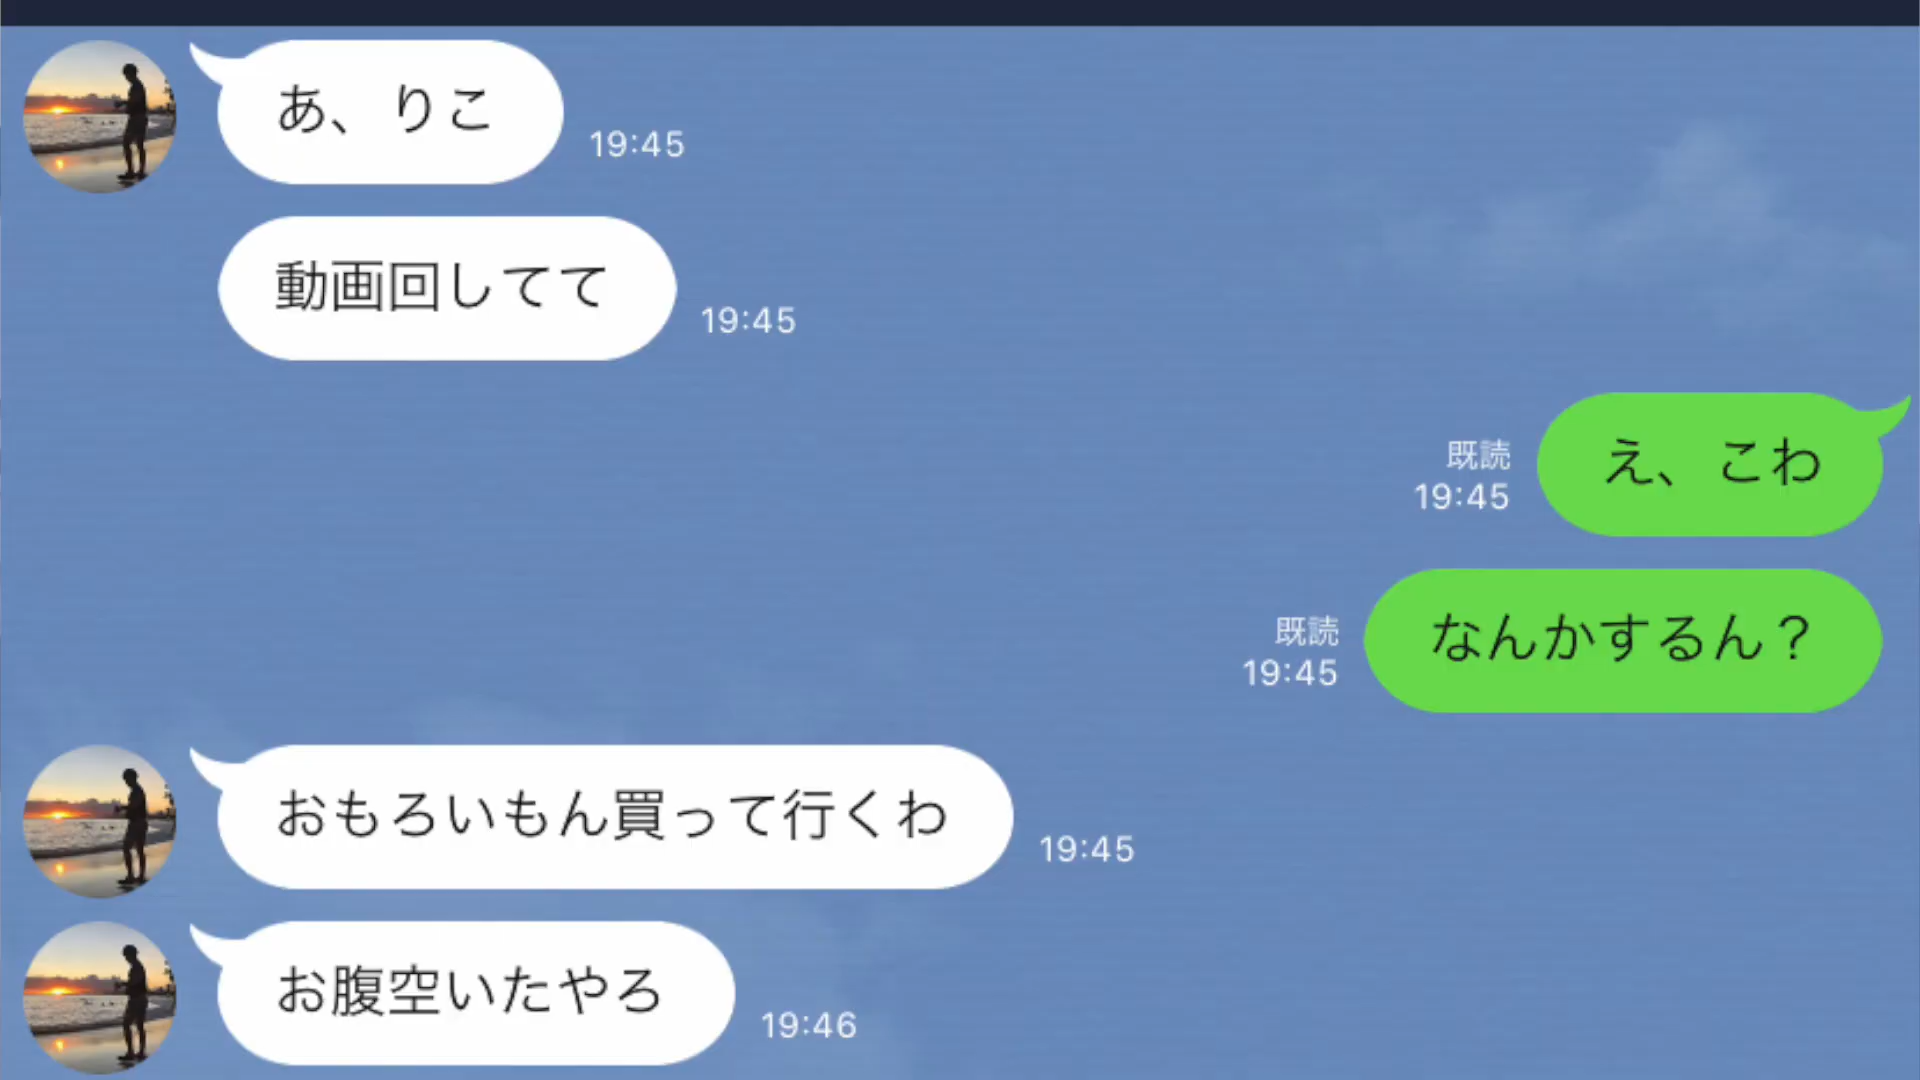 あ、りこ
19:45
動画回してて
19:45
え、こわ
既読
19:45
なんかするん？
既読
19:45
おもろいもん買って行くわ
19:45
お腹空いたやろ
19:46